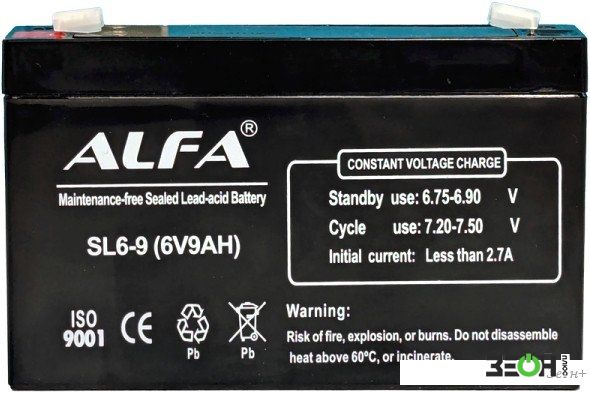 ALFA®
Maintenance-free Sealed Lead-acid Battery
SL6-9 (6V9AH)
CONSTANT VOLTAGE CHARGE
Standby use: 6.75-6.90 V
Cycle use: 7.20-7.50 V
Initial current: Less than 2.7A
ISO
9001
CE
Pb
Pb
Warning:
Risk of fire, explosion, or burns. Do not disassemble
heat above 60ºC, or incinerate.
ЗЕОН